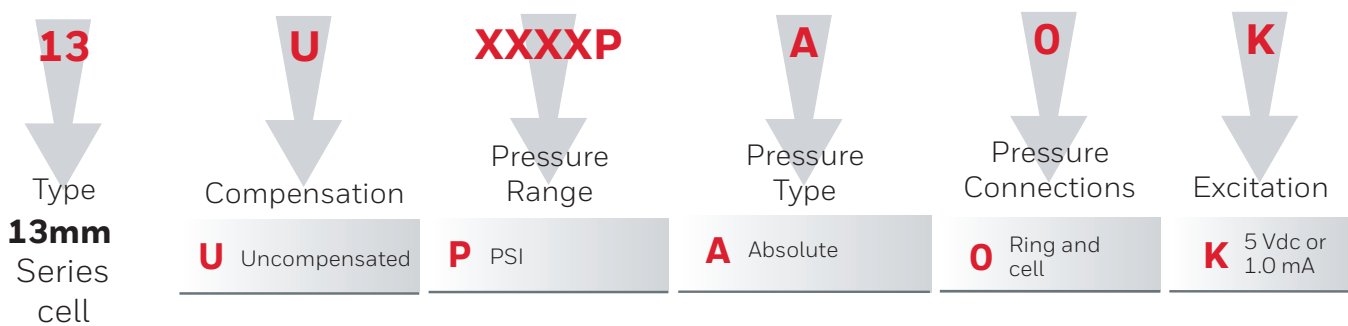 13 U XXXXP A 0 K
Type
13mm
Series
cell
Compensation
U Uncompensated
Pressure
Range
P PSI
Pressure
Type
A Absolute
Pressure
Connections
0 Ring and
cell
Excitation
K 5 Vdc or
1.0 mA